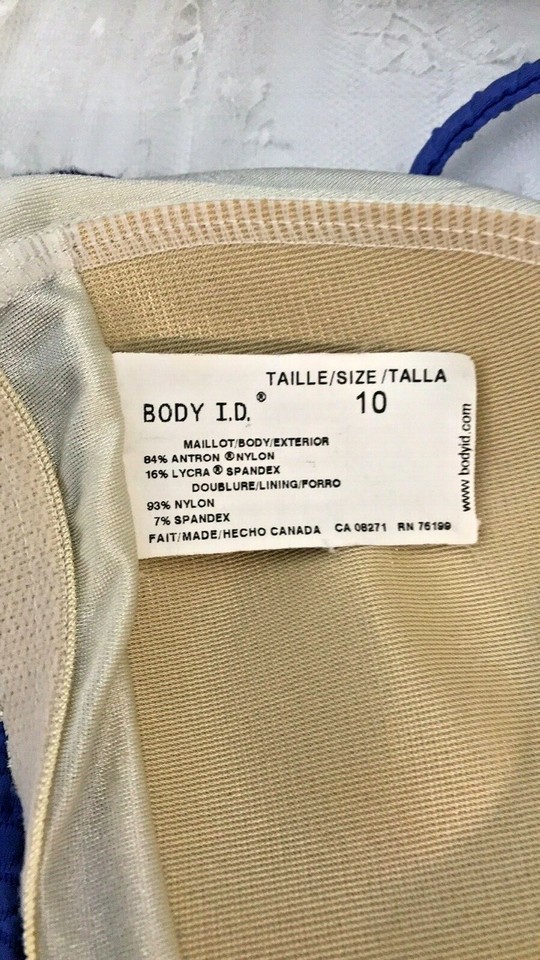 TAILLE/SIZE/TALLA
BODY I.D.® 10
MAILLOT/BODY/EXTERIOR
84% ANTRON ® NYLON
16% LYCRA ® SPANDEX
DOUBLURE/LINING/FORRO
93% NYLON
7% SPANDEX
FAIT/MADE/HECHO CANADA CA 08271 RN 76199
www.bodyid.com